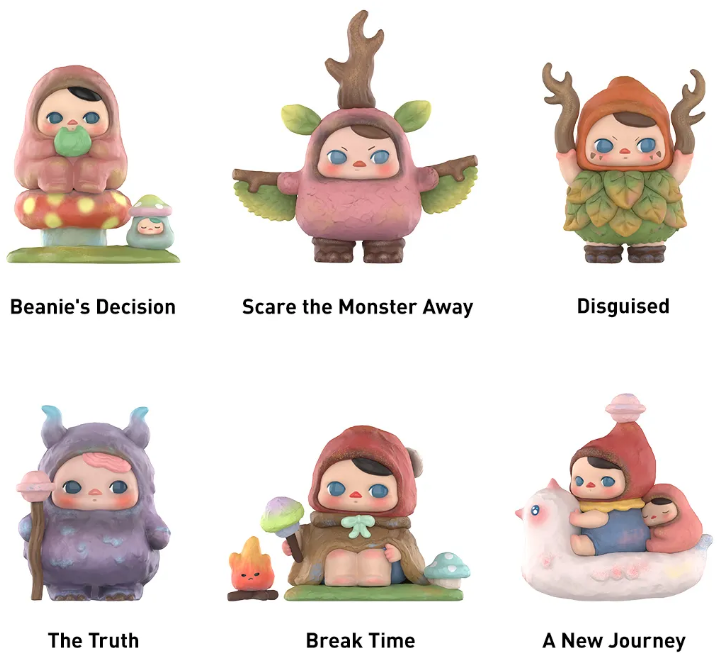 Beanie's Decision
Scare the Monster Away
Disguised
The Truth
Break Time
A New Journey